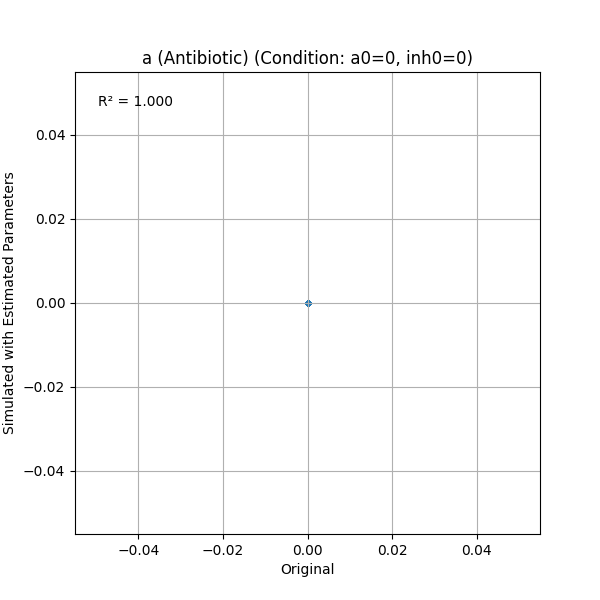 a (Antibiotic) (Condition: a0=0, inh0=0)
R² = 1.000
Simulated with Estimated Parameters
0.04
0.02
0.00
−0.02
−0.04
−0.04
−0.02
0.00
0.02
0.04
Original